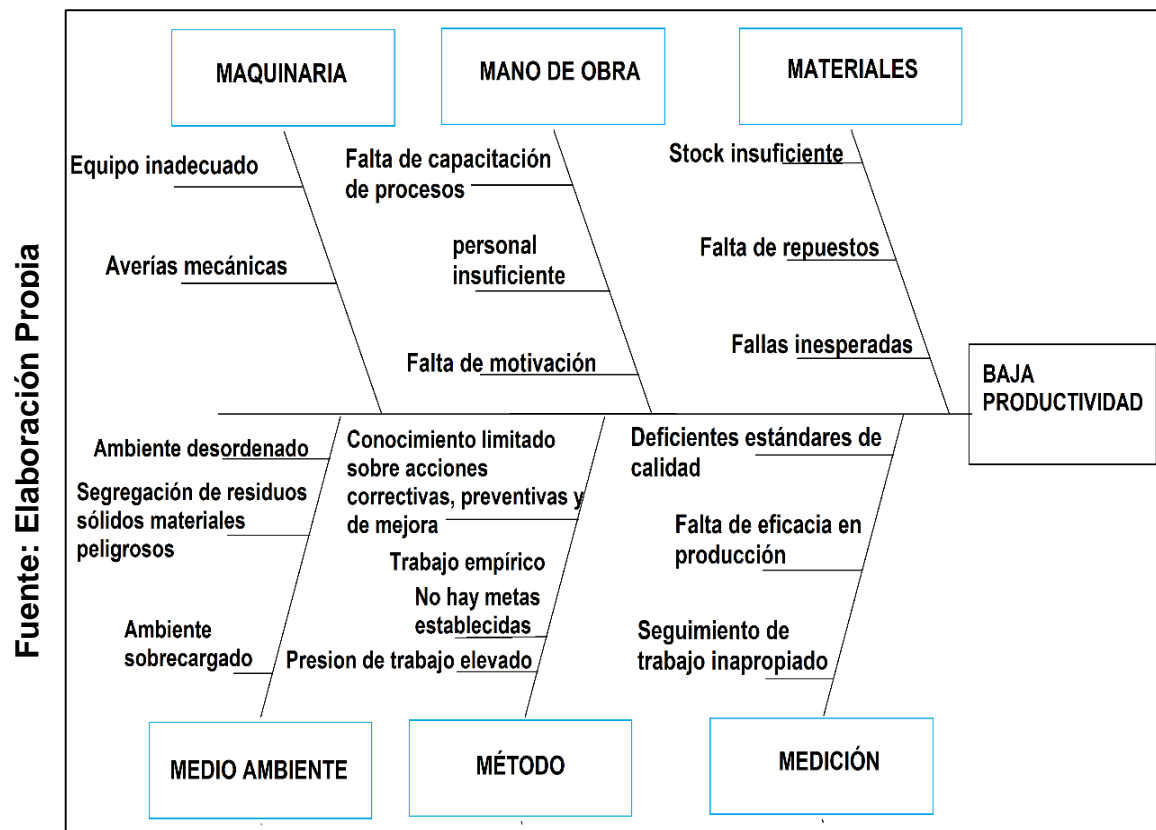 Fuente: Elaboración Propia
MAQUINARIA
MANO DE OBRA
MATERIALES
Equipo inadecuado
Averías mecánicas
Falta de capacitación
de procesos
personal
insuficiente
Falta de motivación
Stock insuficiente
Falta de repuestos
Fallas inesperadas
BAJA
PRODUCTIVIDAD
Ambiente desordenado
Segregación de residuos
sólidos materiales
peligrosos
Ambiente
sobrecargado
Conocimiento limitado
sobre acciones
correctivas, preventivas y
de mejora
Trabajo empírico
No hay metas
establecidas
Presion de trabajo elevado
Deficientes estándares de
calidad
Falta de eficacia en
producción
Seguimiento de
trabajo inapropiado
MEDIO AMBIENTE
MÉTODO
MEDICIÓN